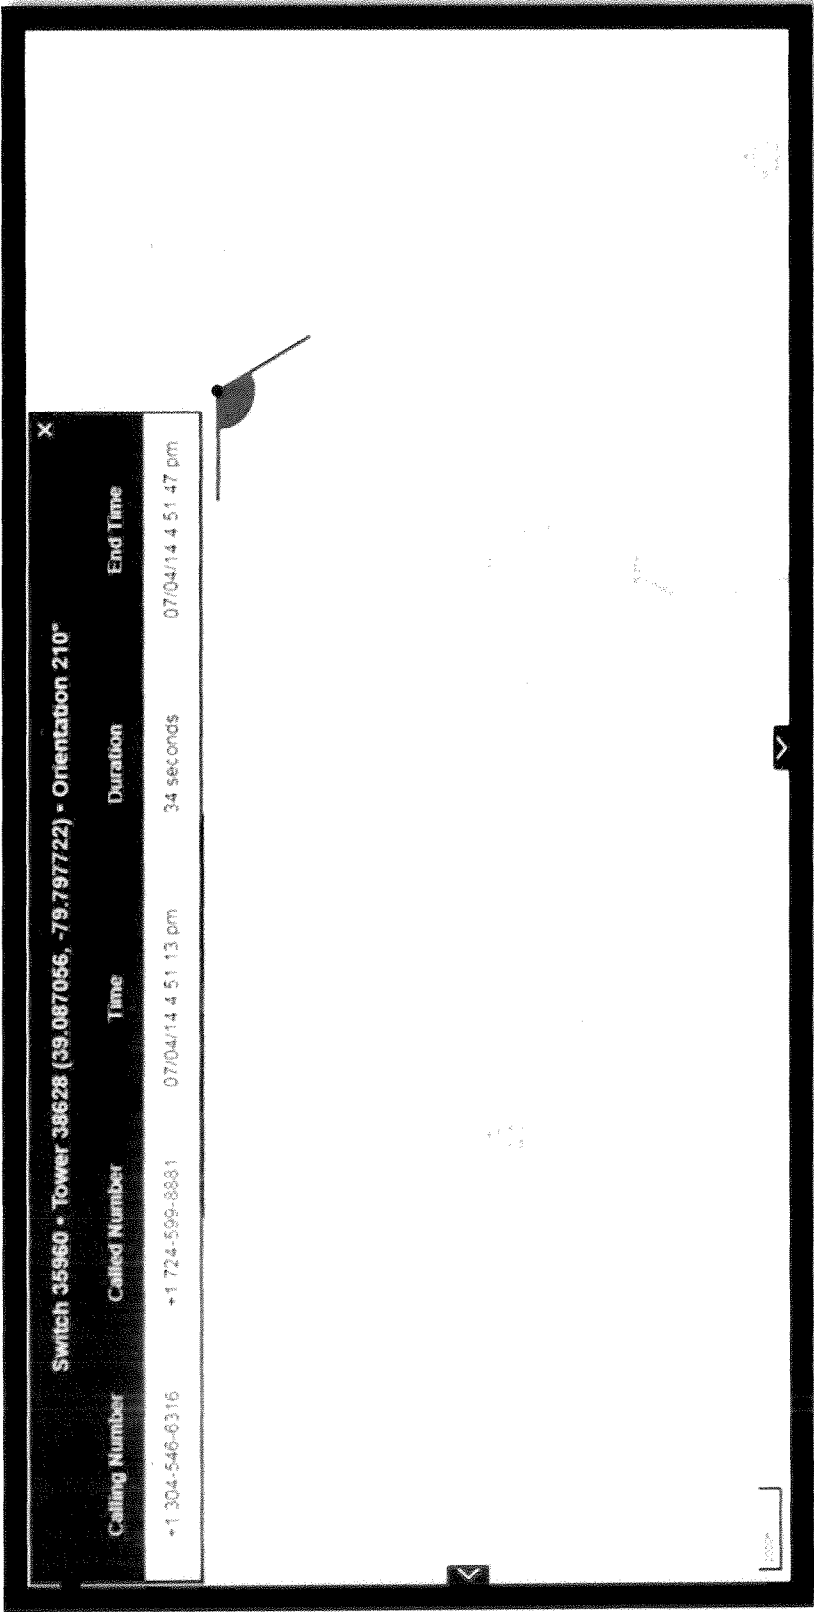 Switch 35960 • Tower 38628 (39.087056, -79.797722) • Orientation 210°
Calling Number Called Number Time Duration End Time
+1 304-546-6316 +1 724-599-8881 07/04/14 4 51 13 pm 34 seconds 07/04/14 4 51 47 pm